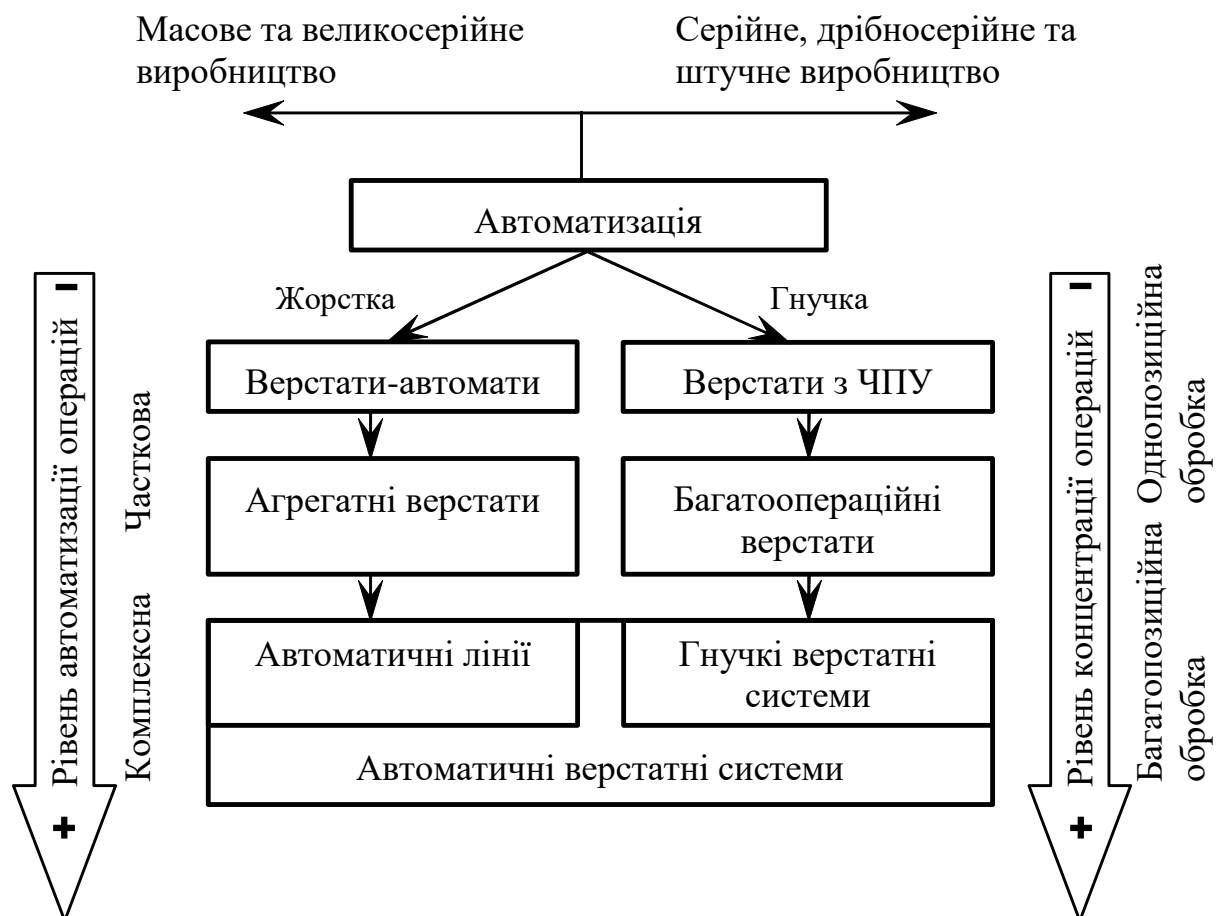 Масове та великосерійне
виробництво
Серійне, дрібносерійне та
штучне виробництво
Автоматизація
Жорстка
Гнучка
Верстати-автомати
Верстати з ЧПУ
Агрегатні верстати
Багатоопераційні
верстати
Автоматичні лінії
Гнучкі верстатні
системи
Автоматичні верстатні системи
– Рівень автоматизації операцій +
Часткова
Комплексна
– Рівень концентрації операцій +
Однопозиційна
обробка
Багатопозиційна
обробка